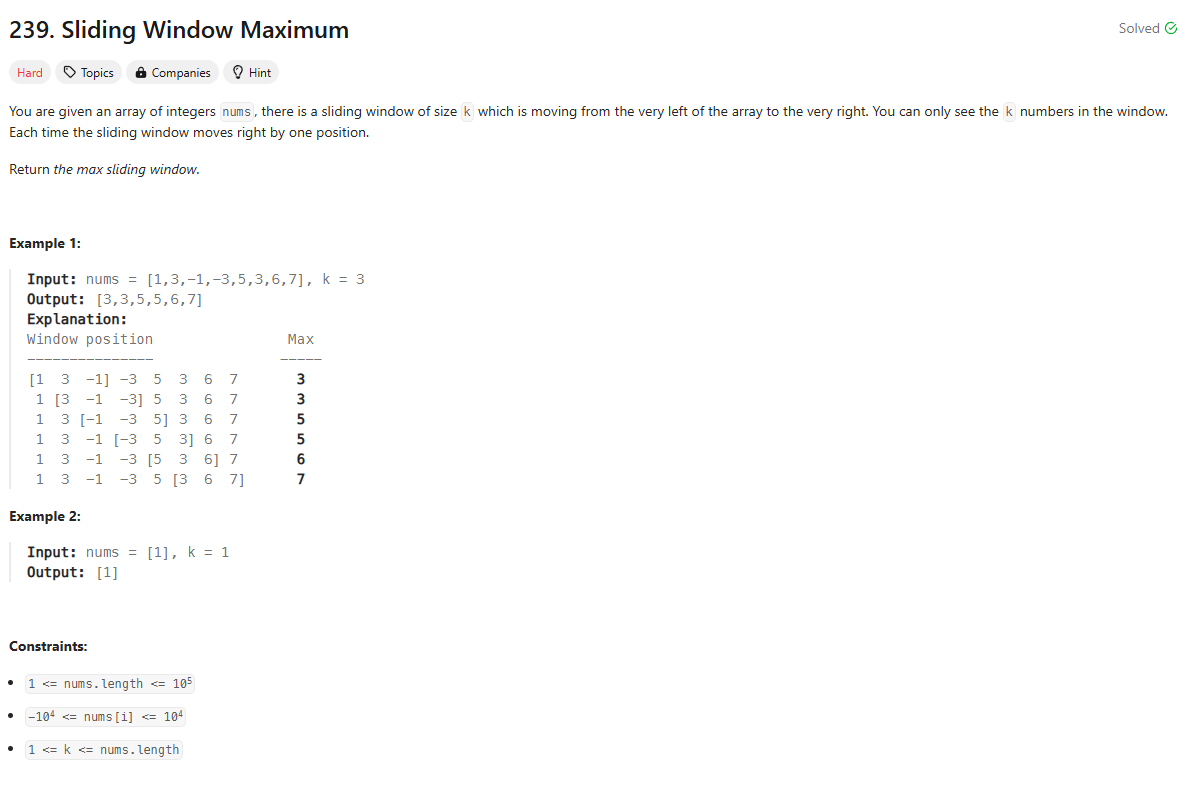 239. Sliding Window Maximum
Solved
Hard Topics Companies Hint
You are given an array of integers nums, there is a sliding window of size k which is moving from the very left of the array to the very right. You can only see the k numbers in the window.
Each time the sliding window moves right by one position.
Return the max sliding window.
Example 1:
Input: nums = [1,3,-1,-3,5,3,6,7], k = 3
Output: [3,3,5,5,6,7]
Explanation:
Window position                Max
---------------               -----
[1  3  -1] -3  5  3  6  7       3
 1 [3  -1  -3] 5  3  6  7       3
 1  3 [-1  -3  5] 3  6  7       5
 1  3  -1 [-3  5  3] 6  7       5
 1  3  -1  -3 [5  3  6] 7       6
 1  3  -1  -3  5 [3  6  7]      7
Example 2:
Input: nums = [1], k = 1
Output: [1]
Constraints:
• 1 <= nums.length <= 10⁵
• -10⁴ <= nums[i] <= 10⁴
• 1 <= k <= nums.length